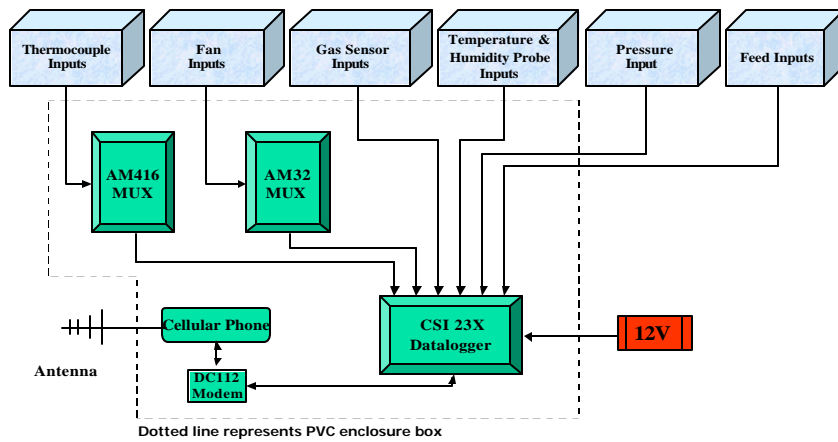 Thermocouple
Inputs
Fan
Inputs
Gas Sensor
Inputs
Temperature &
Humidity Probe
Inputs
Pressure
Input
Feed Inputs
AM416
MUX
AM32
MUX
Cellular Phone
CSI 23X
Datalogger
12V
Antenna
DC112
Modem
Dotted line represents PVC enclosure box